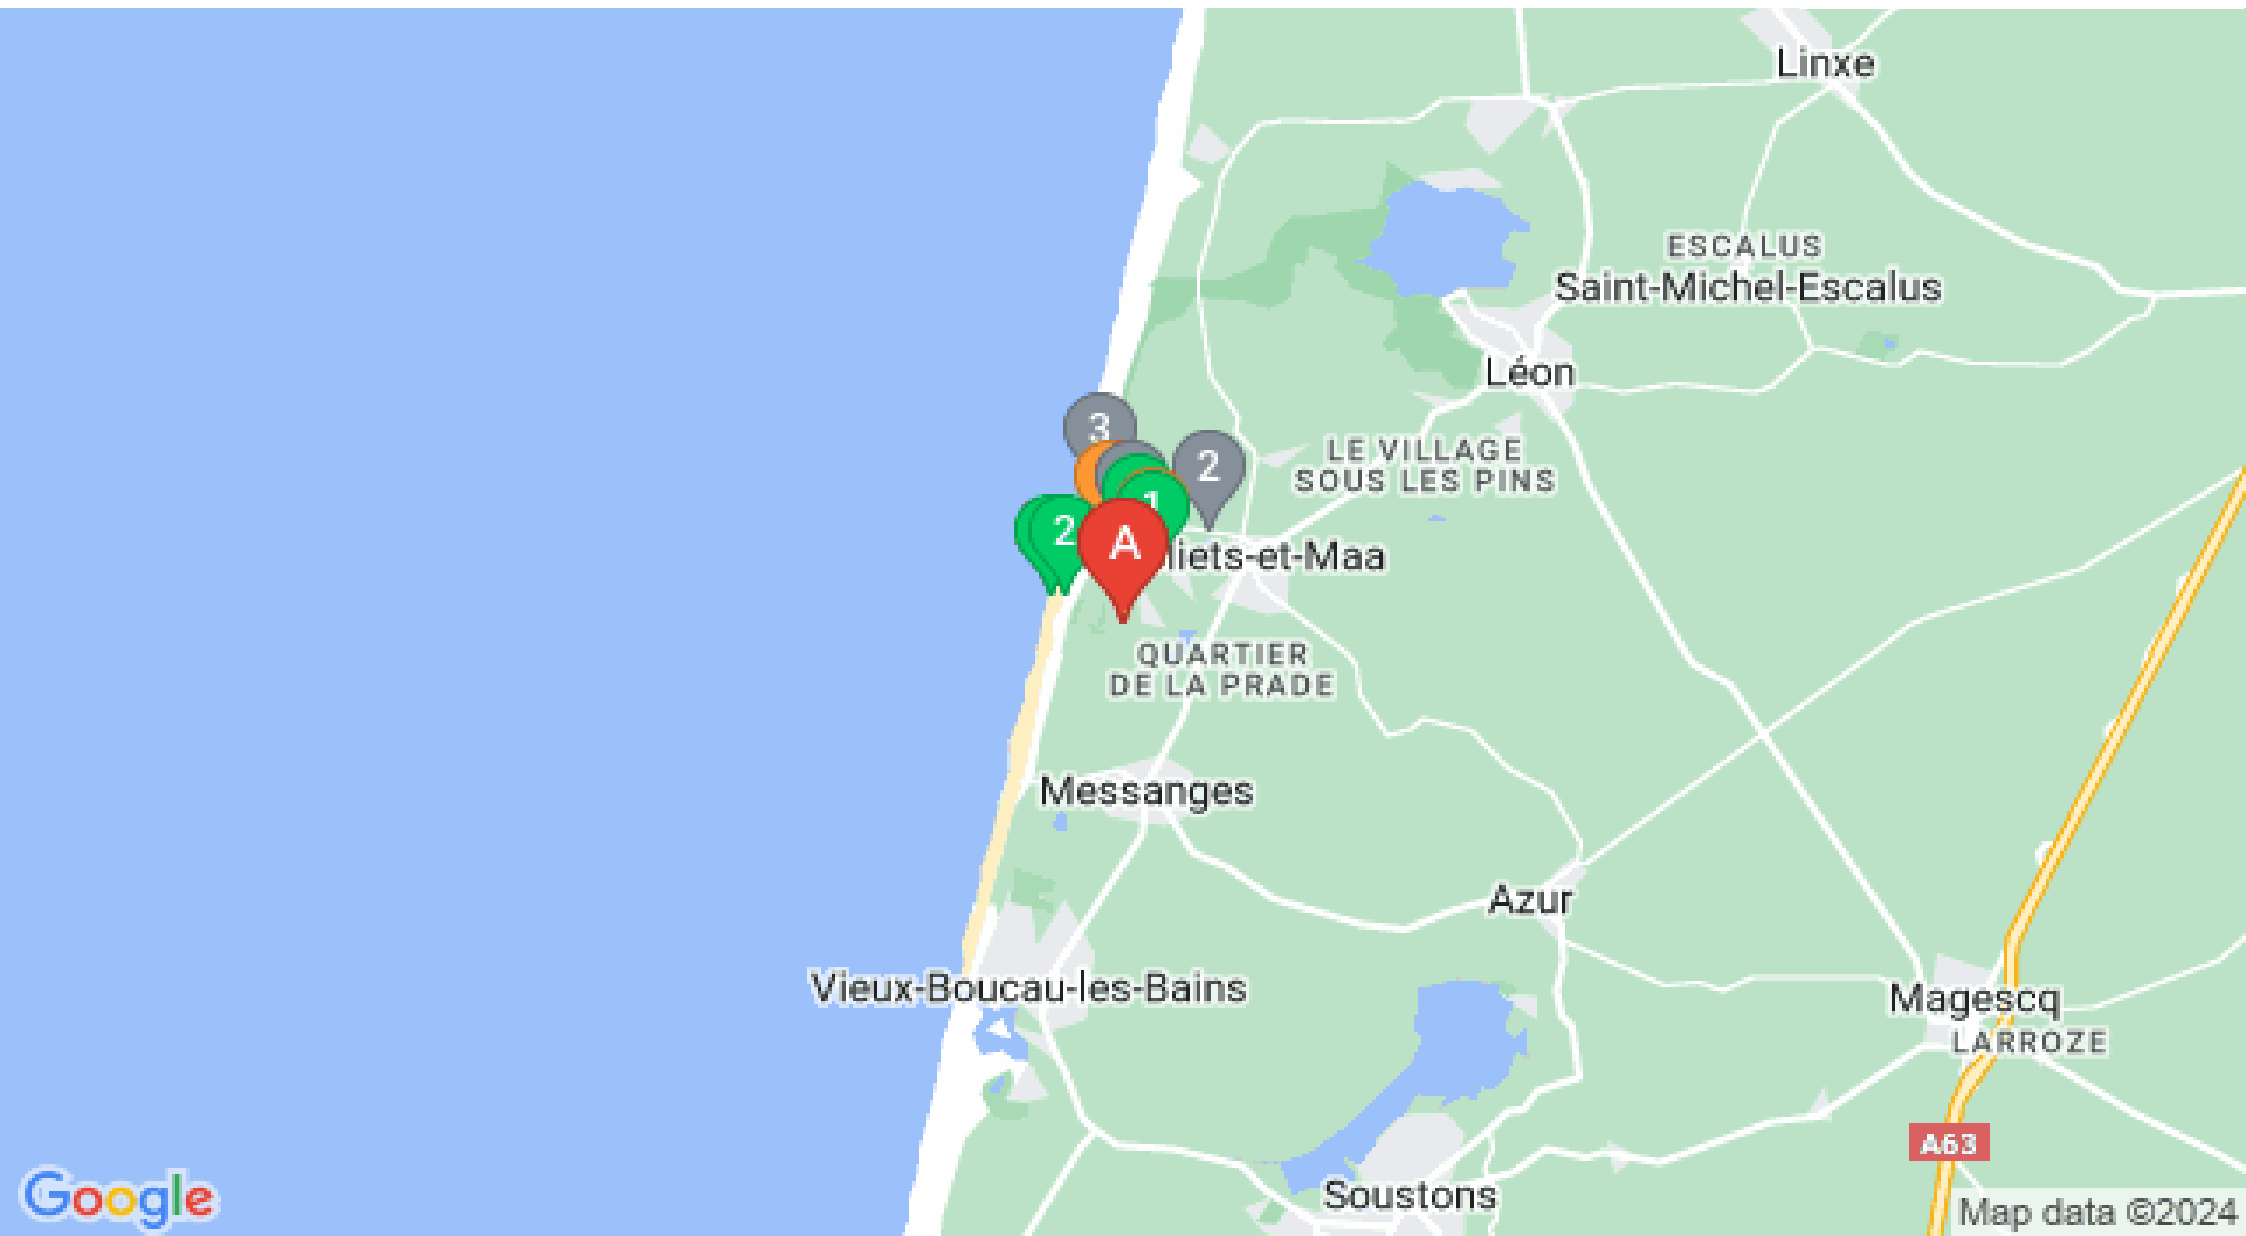 Linxe
ESCALUS
Saint-Michel-Escalus
Léon
3
2
LE VILLAGE
SOUS LES PINS
1
2
A
liets-et-Maa
QUARTIER
DE LA PRADE
Messanges
Azur
Vieux-Boucau-les-Bains
Magescq
LARROZE
A63
Soustons
Google
Map data ©2024